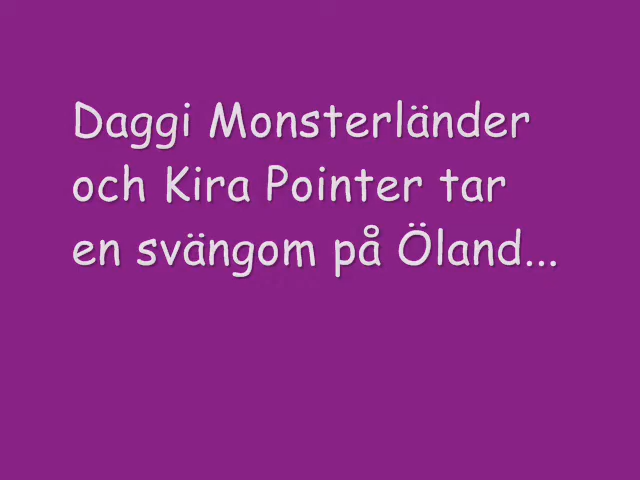 Daggi Monsterländer
och Kira Pointer tar
en svängom på Öland...